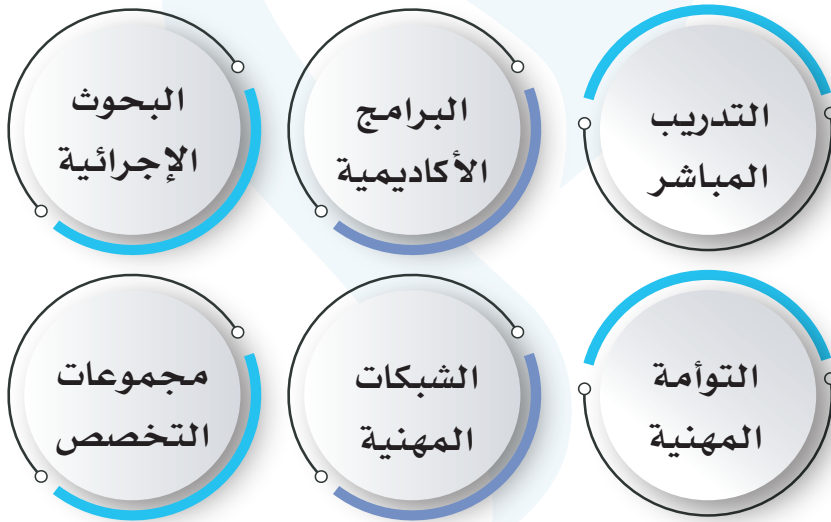 التدريب
المباشر
البرامج
الأكاديمية
البحوث
الإجرائية
التوأمة
المهنية
الشبكات
المهنية
مجموعات
التخصص